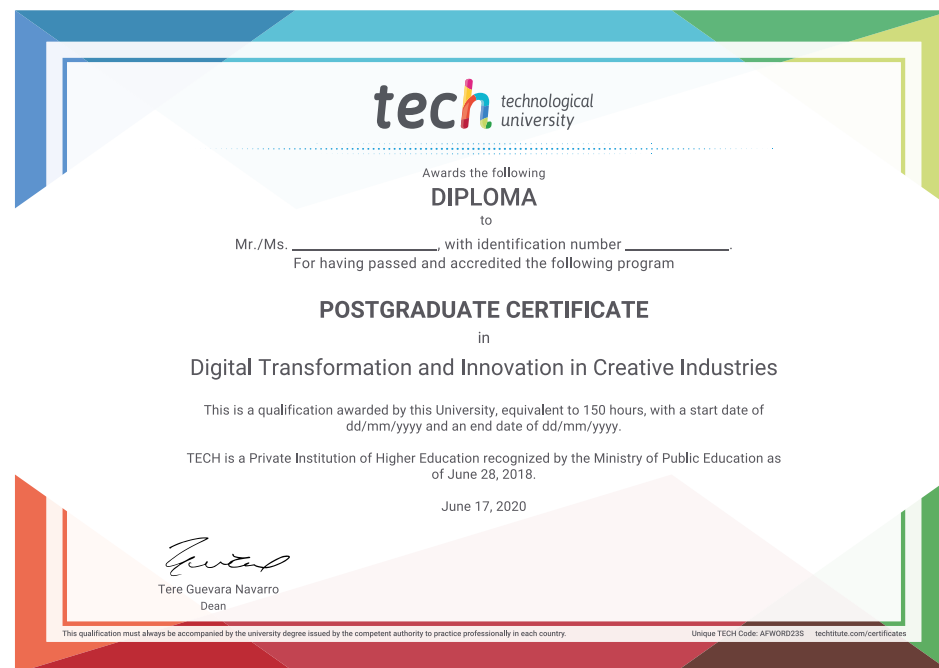 tech technological
university
Awards the following
DIPLOMA
to
Mr./Ms. ____________________, with identification number ______________.
For having passed and accredited the following program
POSTGRADUATE CERTIFICATE
in
Digital Transformation and Innovation in Creative Industries
This is a qualification awarded by this University, equivalent to 150 hours, with a start date of
dd/mm/yyyy and an end date of dd/mm/yyyy.
TECH is a Private Institution of Higher Education recognized by the Ministry of Public Education as
of June 28, 2018.
June 17, 2020
Tere Guevara Navarro
Dean
This qualification must always be accompanied by the university degree issued by the competent authority to practice professionally in each country.
Unique TECH Code: AFWORD23S techtitute.com/certificates